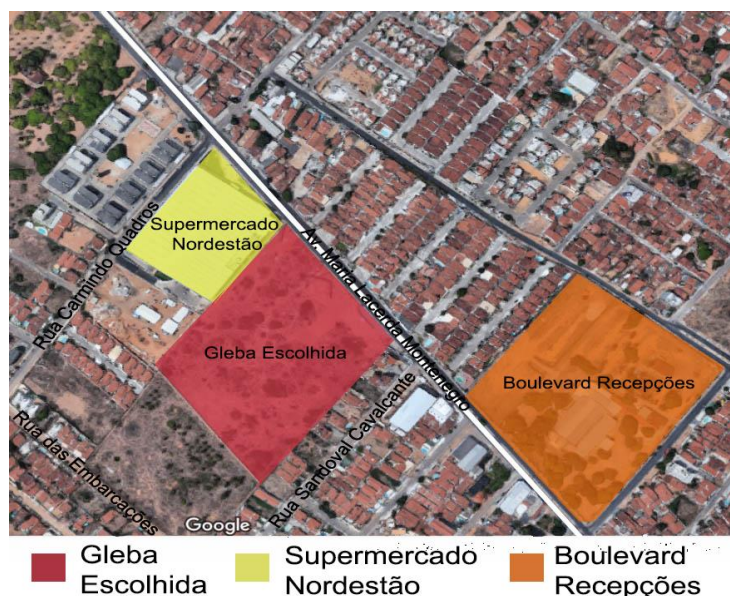 Supermercado
Nordestão
Rua Carmindo Quadros
Av. Maria Lacerda Montenegro
Gleba Escolhida
Boulevard Recepções
Rua Sandoval Cavalcante
Rua das Embarcações
Google
Gleba
Escolhida
Supermercado
Nordestão
Boulevard
Recepções